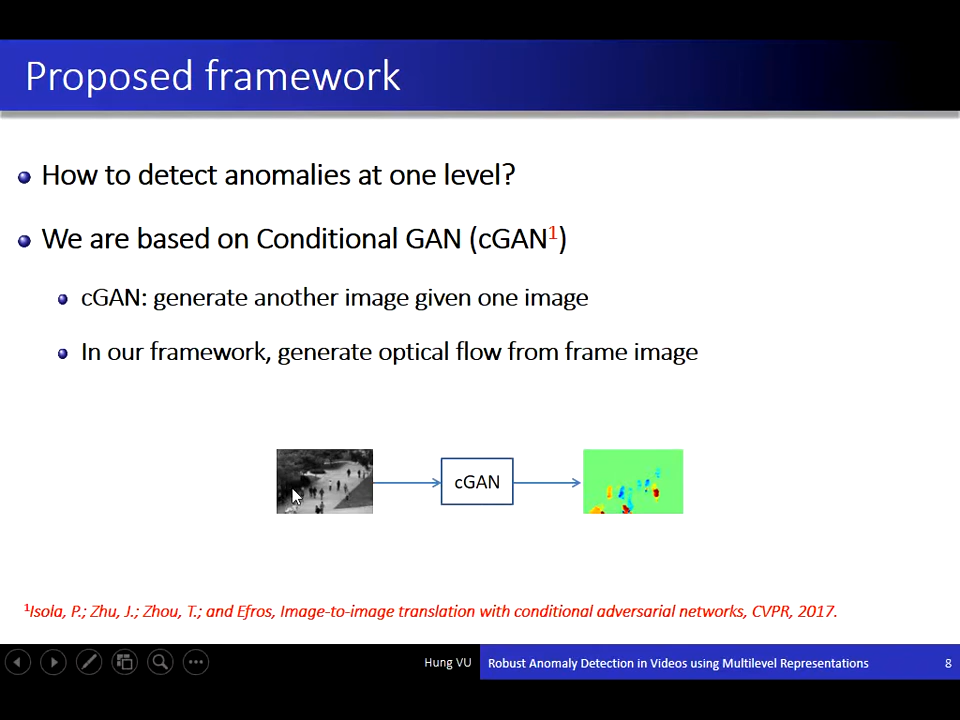 Proposed framework
How to detect anomalies at one level?
We are based on Conditional GAN (cGAN¹)
cGAN: generate another image given one image
In our framework, generate optical flow from frame image
cGAN
¹Isola, P.; Zhu, J.; Zhou, T.; and Efros, Image-to-image translation with conditional adversarial networks, CVPR, 2017.
Hung VU Robust Anomaly Detection in Videos using Multilevel Representations 8